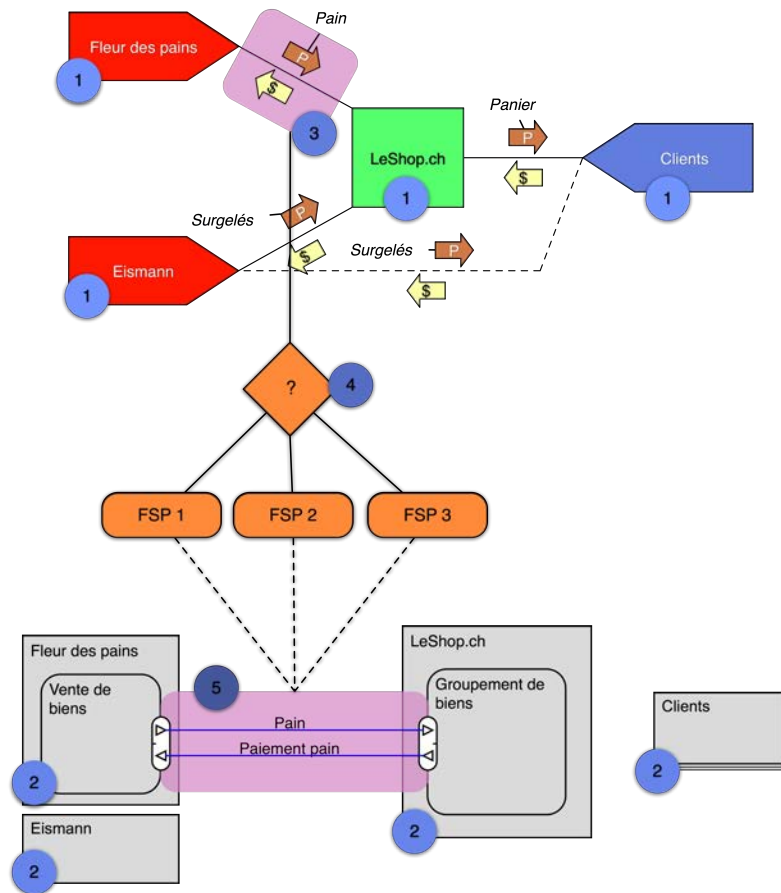 Pain
Fleur des pains
P
1
$
3
Panier
P
LeShop.ch
Clients
$
1
1
Surgelés
P
Surgelés
P
Eismann
$
1
$
?
4
FSP 1
FSP 2
FSP 3
Fleur des pains
LeShop.ch
5
Vente de
biens
Groupement de
biens
Clients
Pain
Paiement pain
2
2
Eismann
2
2